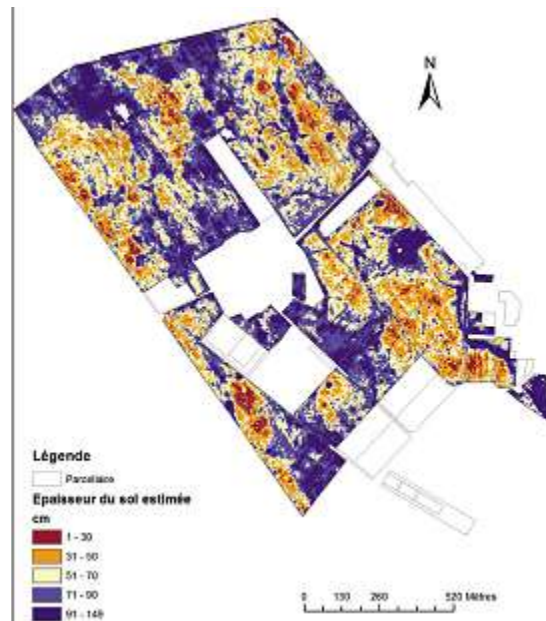 N
Légende
Parcellaire
Epaisseur du sol estimée
cm
1 - 30
31 - 50
51 - 70
71 - 90
91 - 149
0 130 260 520 Mètres